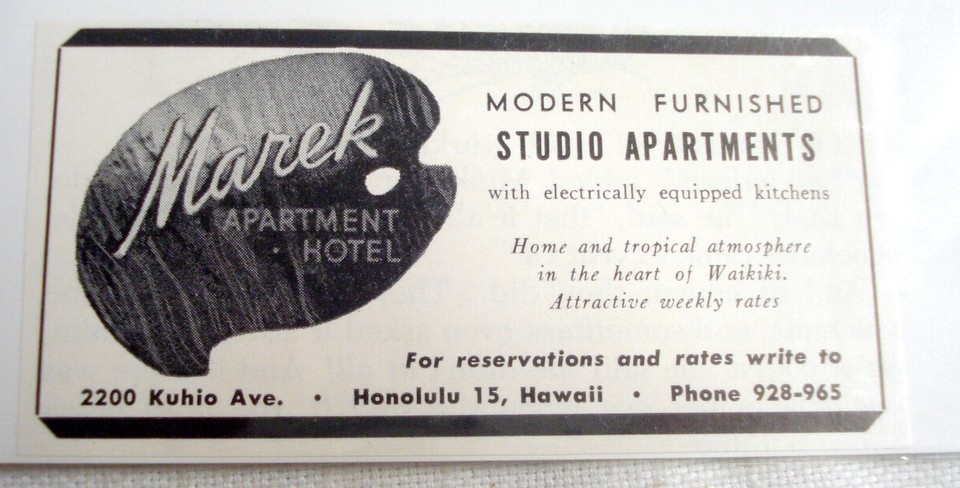 Marek
APARTMENT
HOTEL
MODERN FURNISHED
STUDIO APARTMENTS
with electrically equipped kitchens
Home and tropical atmosphere
in the heart of Waikiki.
Attractive weekly rates
For reservations and rates write to
2200 Kuhio Ave. • Honolulu 15, Hawaii • Phone 928-965